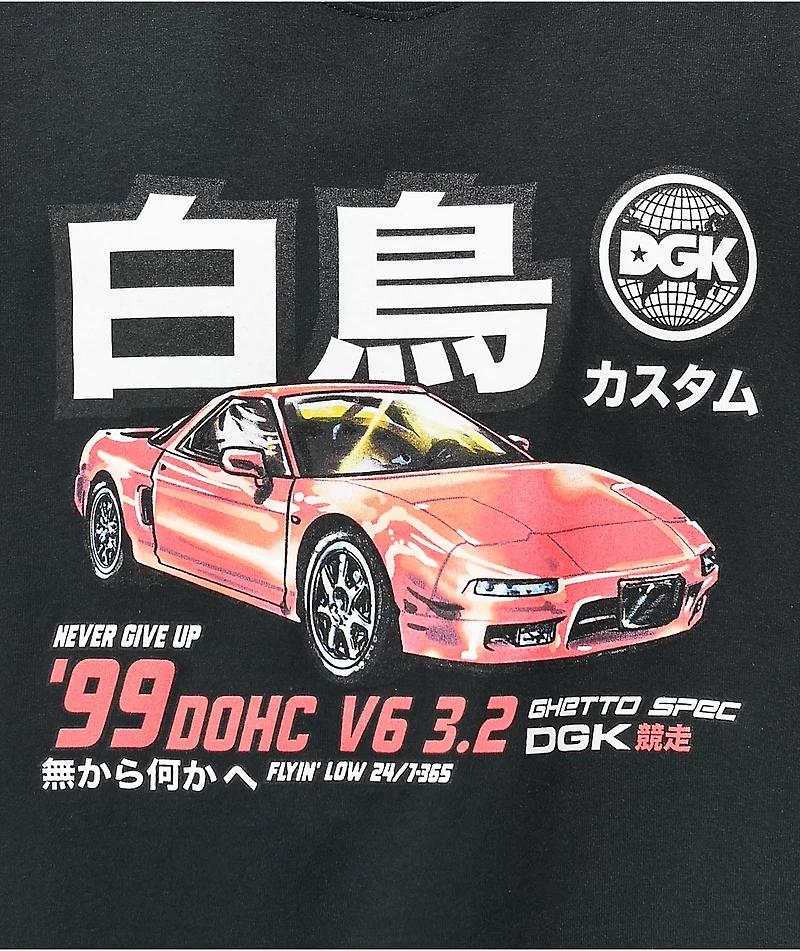 白鳥
DGK
カスタム
NEVER GIVE UP
'99 DOHC V6 3.2
GHETTO SPEC
DGK 競走
無から何かへ
FLYIN' LOW 24/7-365